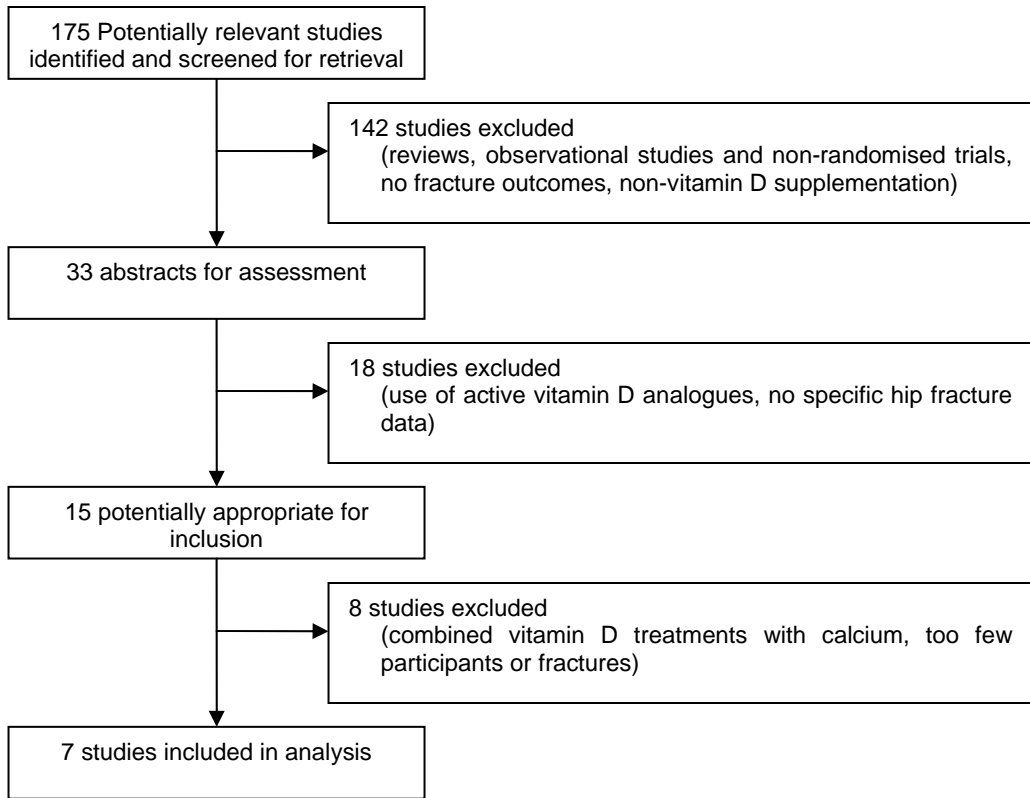 175 Potentially relevant studies
identified and screened for retrieval
142 studies excluded
(reviews, observational studies and non-randomised trials,
no fracture outcomes, non-vitamin D supplementation)
33 abstracts for assessment
18 studies excluded
(use of active vitamin D analogues, no specific hip fracture
data)
15 potentially appropriate for
inclusion
8 studies excluded
(combined vitamin D treatments with calcium, too few
participants or fractures)
7 studies included in analysis